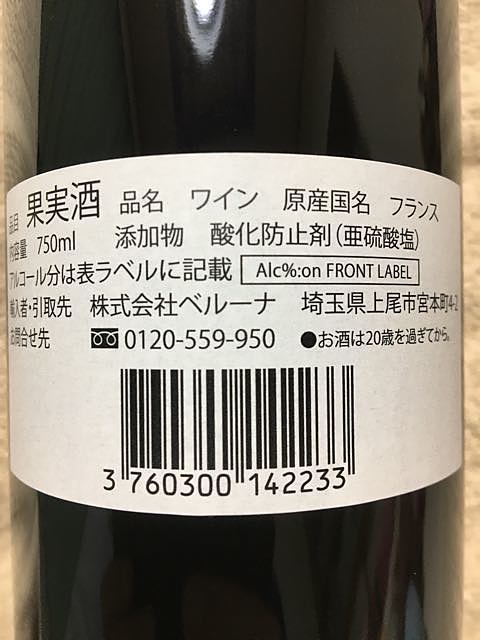 品目 果実酒 品名 ワイン 原産国名 フランス
内容量 750ml 添加物 酸化防止剤(亜硫酸塩)
アルコール分は表ラベルに記載 Alc%:on FRONT LABEL
輸入者・引取先 株式会社ベルーナ 埼玉県上尾市宮本町4-2
お問合せ先 0120-559-950 ●お酒は20歳を過ぎてから。
3 760300 142233